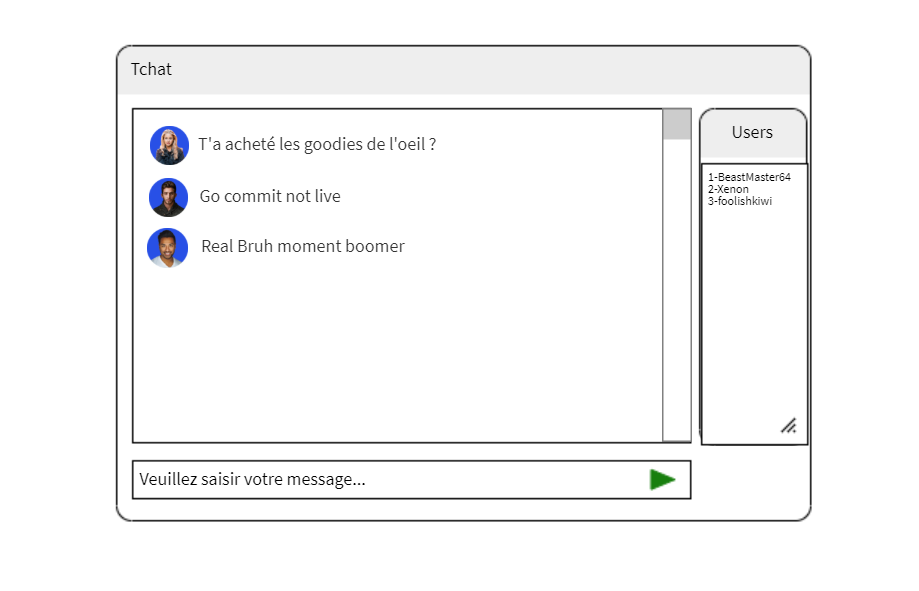 Tchat
T'a acheté les goodies de l'oeil ?
Go commit not live
Real Bruh moment boomer
Veuillez saisir votre message...
Users
1-BeastMaster64
2-Xenon
3-foolishkiwi